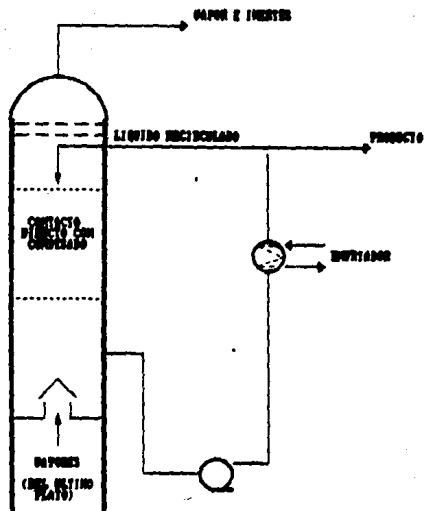 VAPOR E INERTES
LIQUIDO RECIRCULADO
PRODUCTO
CONTACTO
DIRECTO CON
CONDENSADO
ENFRIADOR
VAPORES
(DEL ULTIMO
PLATO)